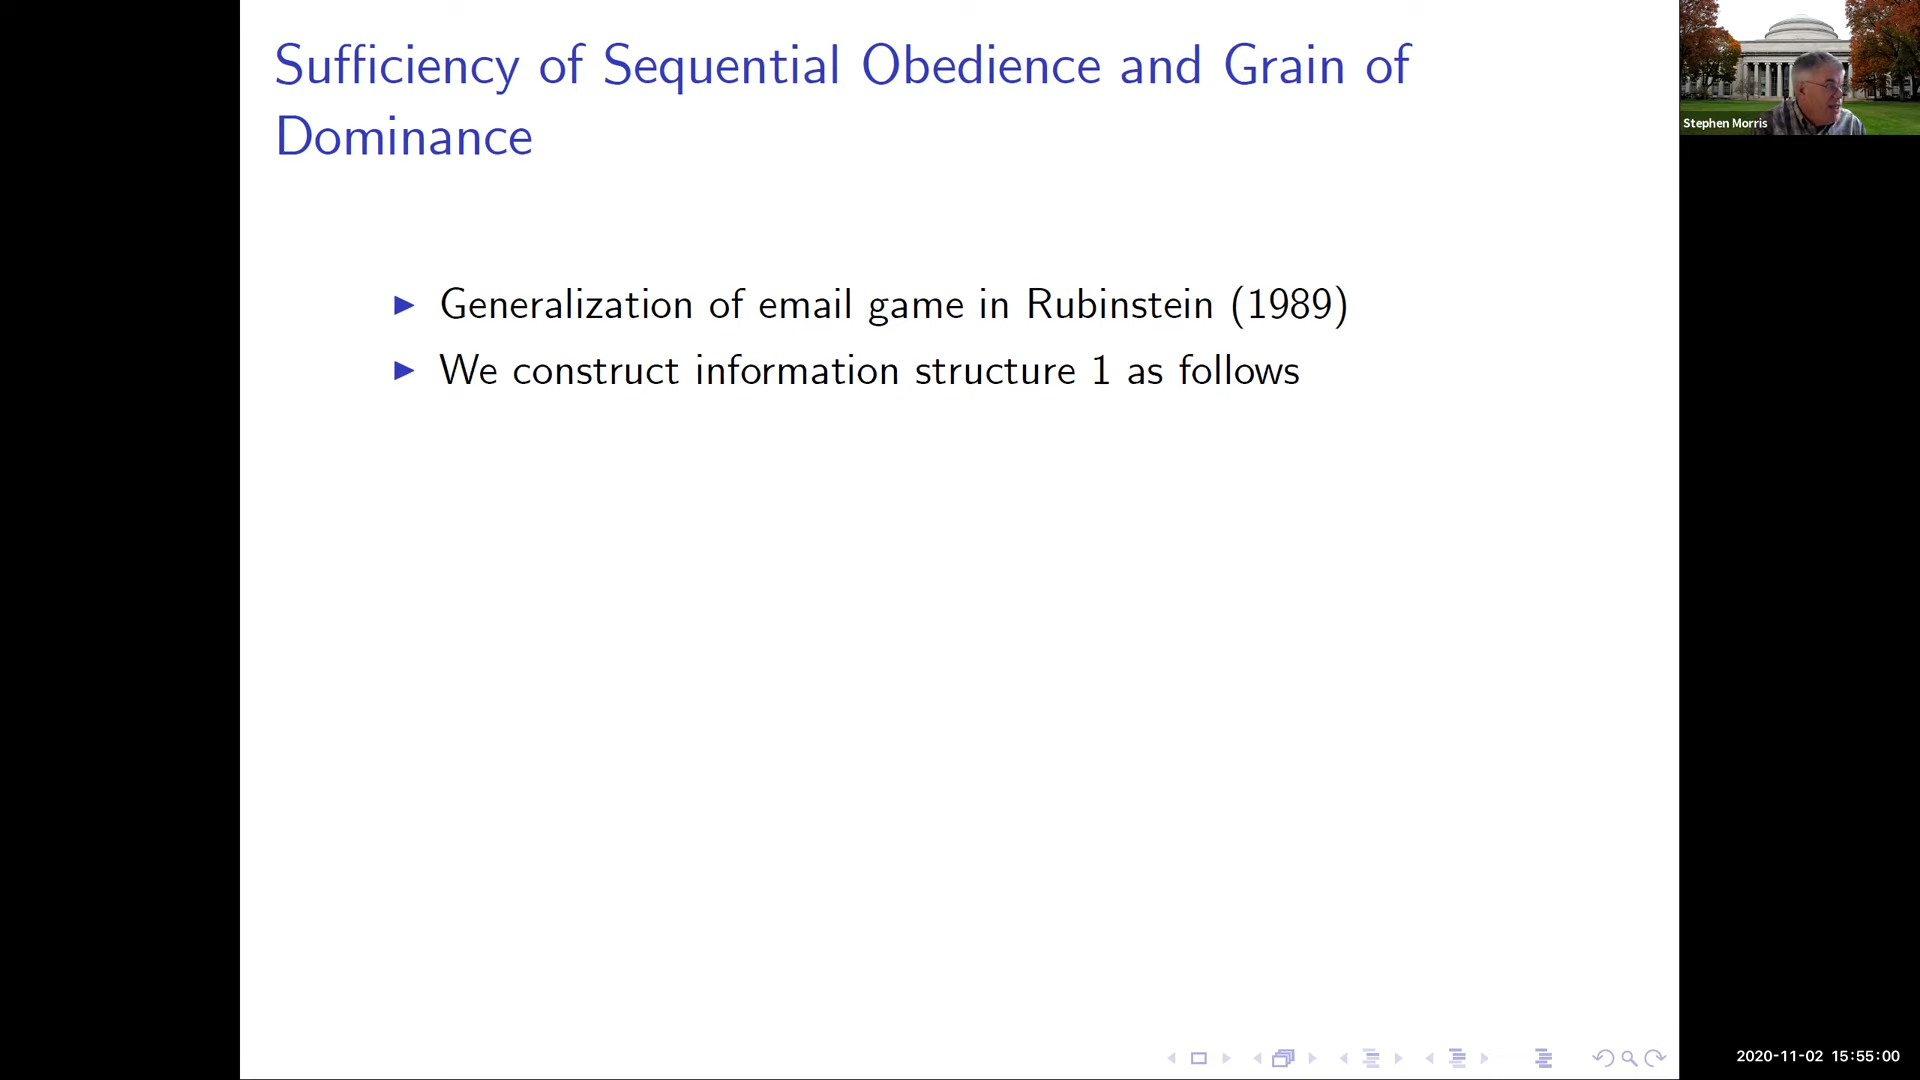 Sufficiency of Sequential Obedience and Grain of
Dominance
Generalization of email game in Rubinstein (1989)
We construct information structure 1 as follows
Stephen Morris
2020-11-02 15:55:00